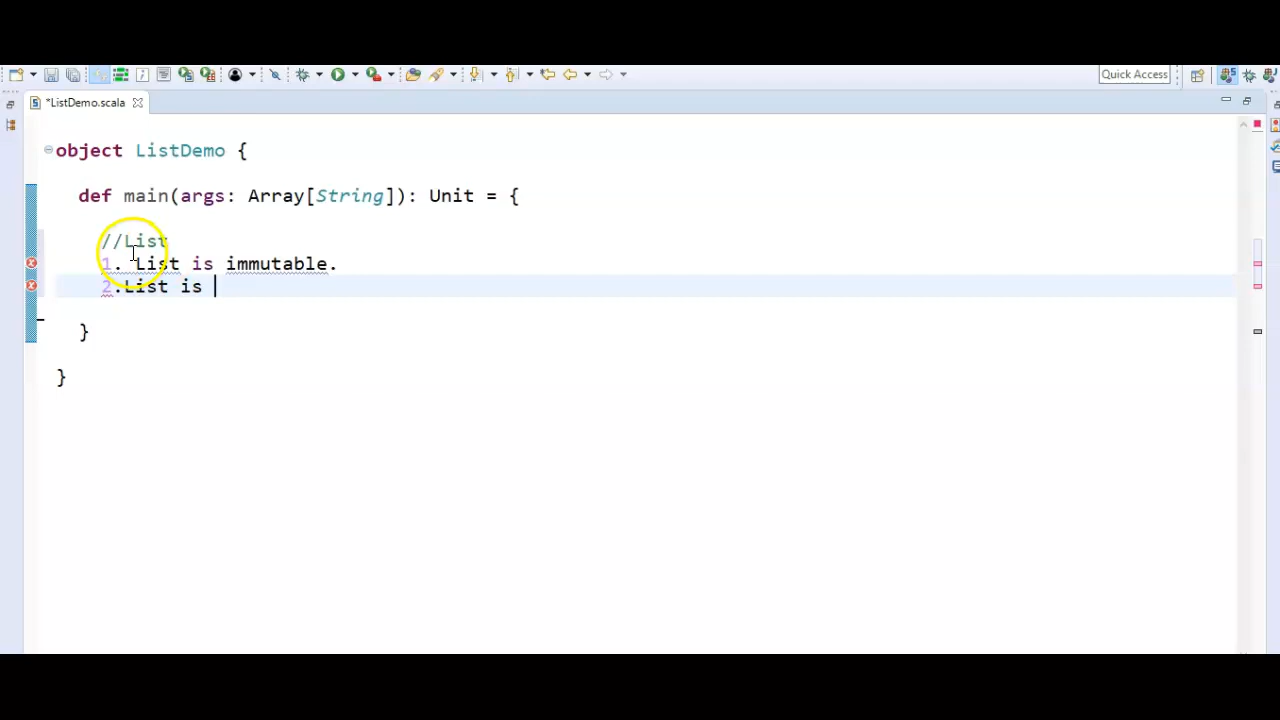 Quick Access
*ListDemo.scala
object ListDemo {
def main(args: Array[String]): Unit = {
//List
1. List is immutable.
2.List is
}
}